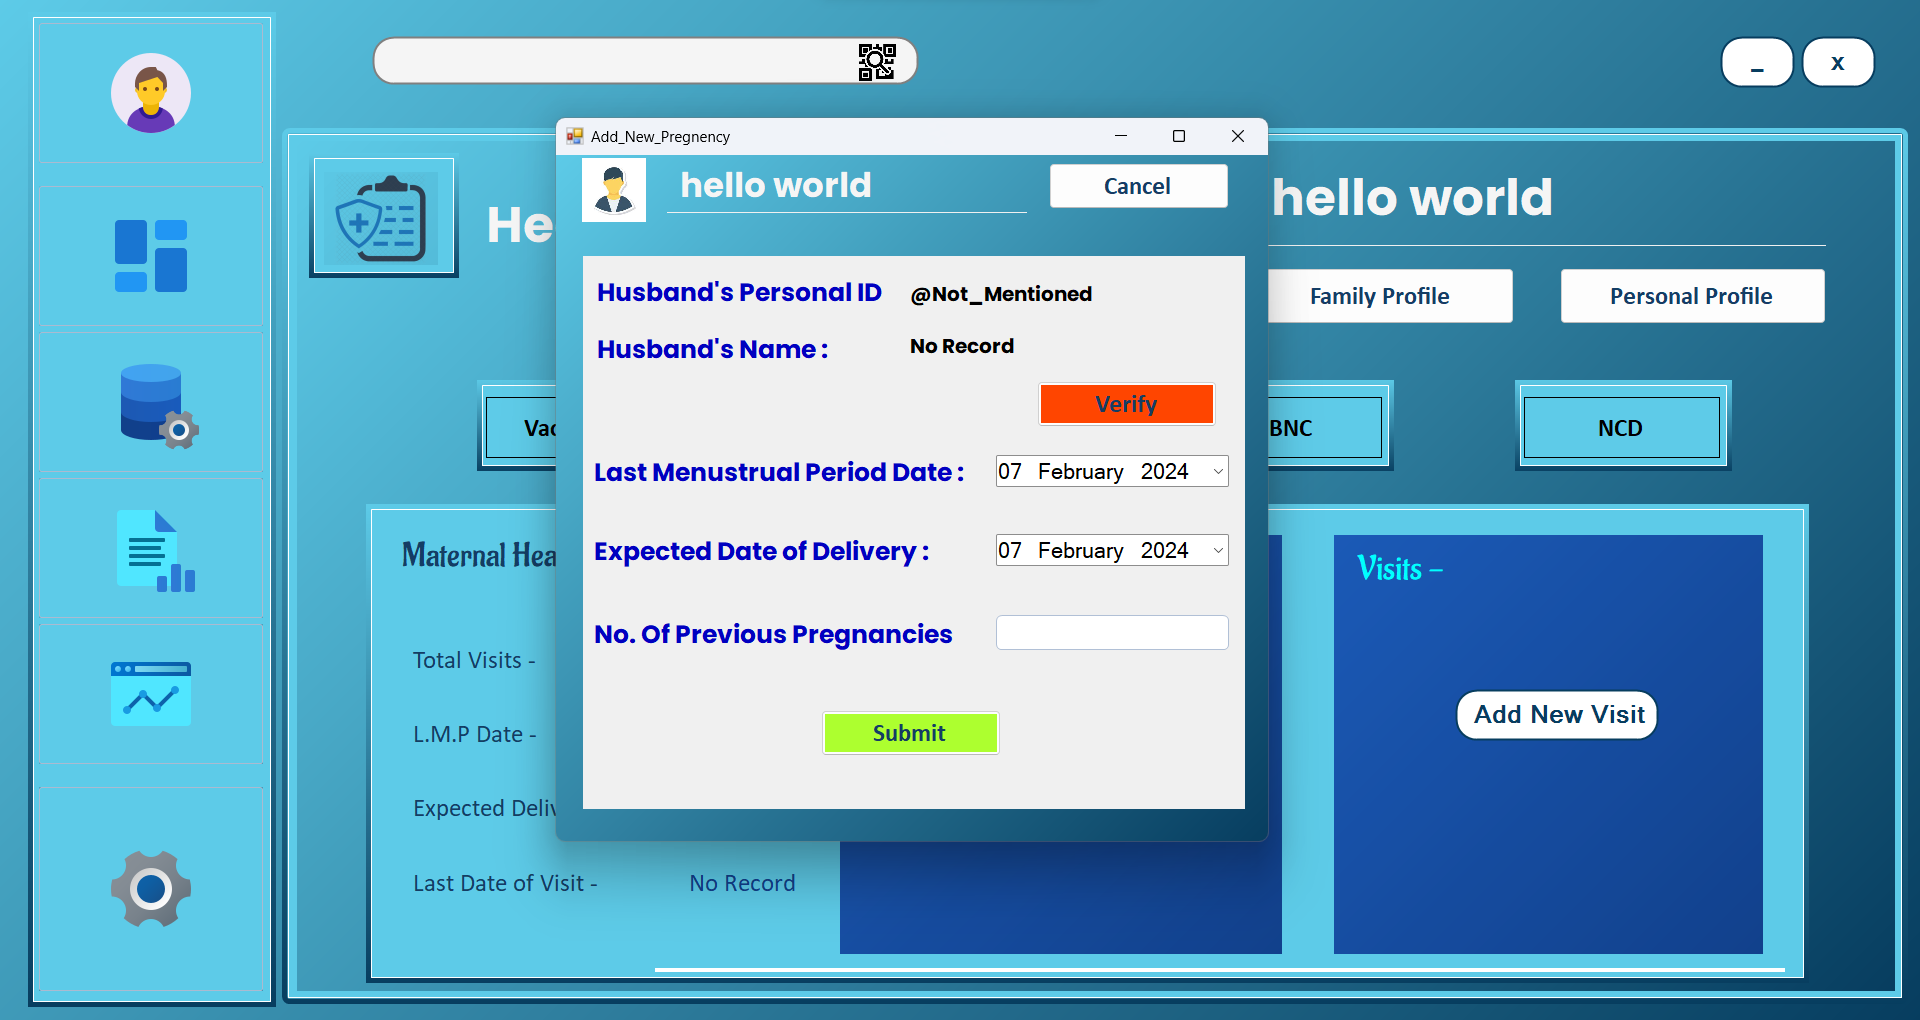 _ x
Add_New_Pregnency
hello world
Cancel
He
hello world
Family Profile
Personal Profile
Husband's Personal ID @Not_Mentioned
Husband's Name : No Record
Verify
Vac
BNC
NCD
Last Menustrual Period Date : 07 February 2024
Expected Date of Delivery : 07 February 2024
No. Of Previous Pregnancies
Submit
Maternal Hea
Total Visits -
L.M.P Date -
Expected Deliv
Last Date of Visit - No Record
Visits -
Add New Visit